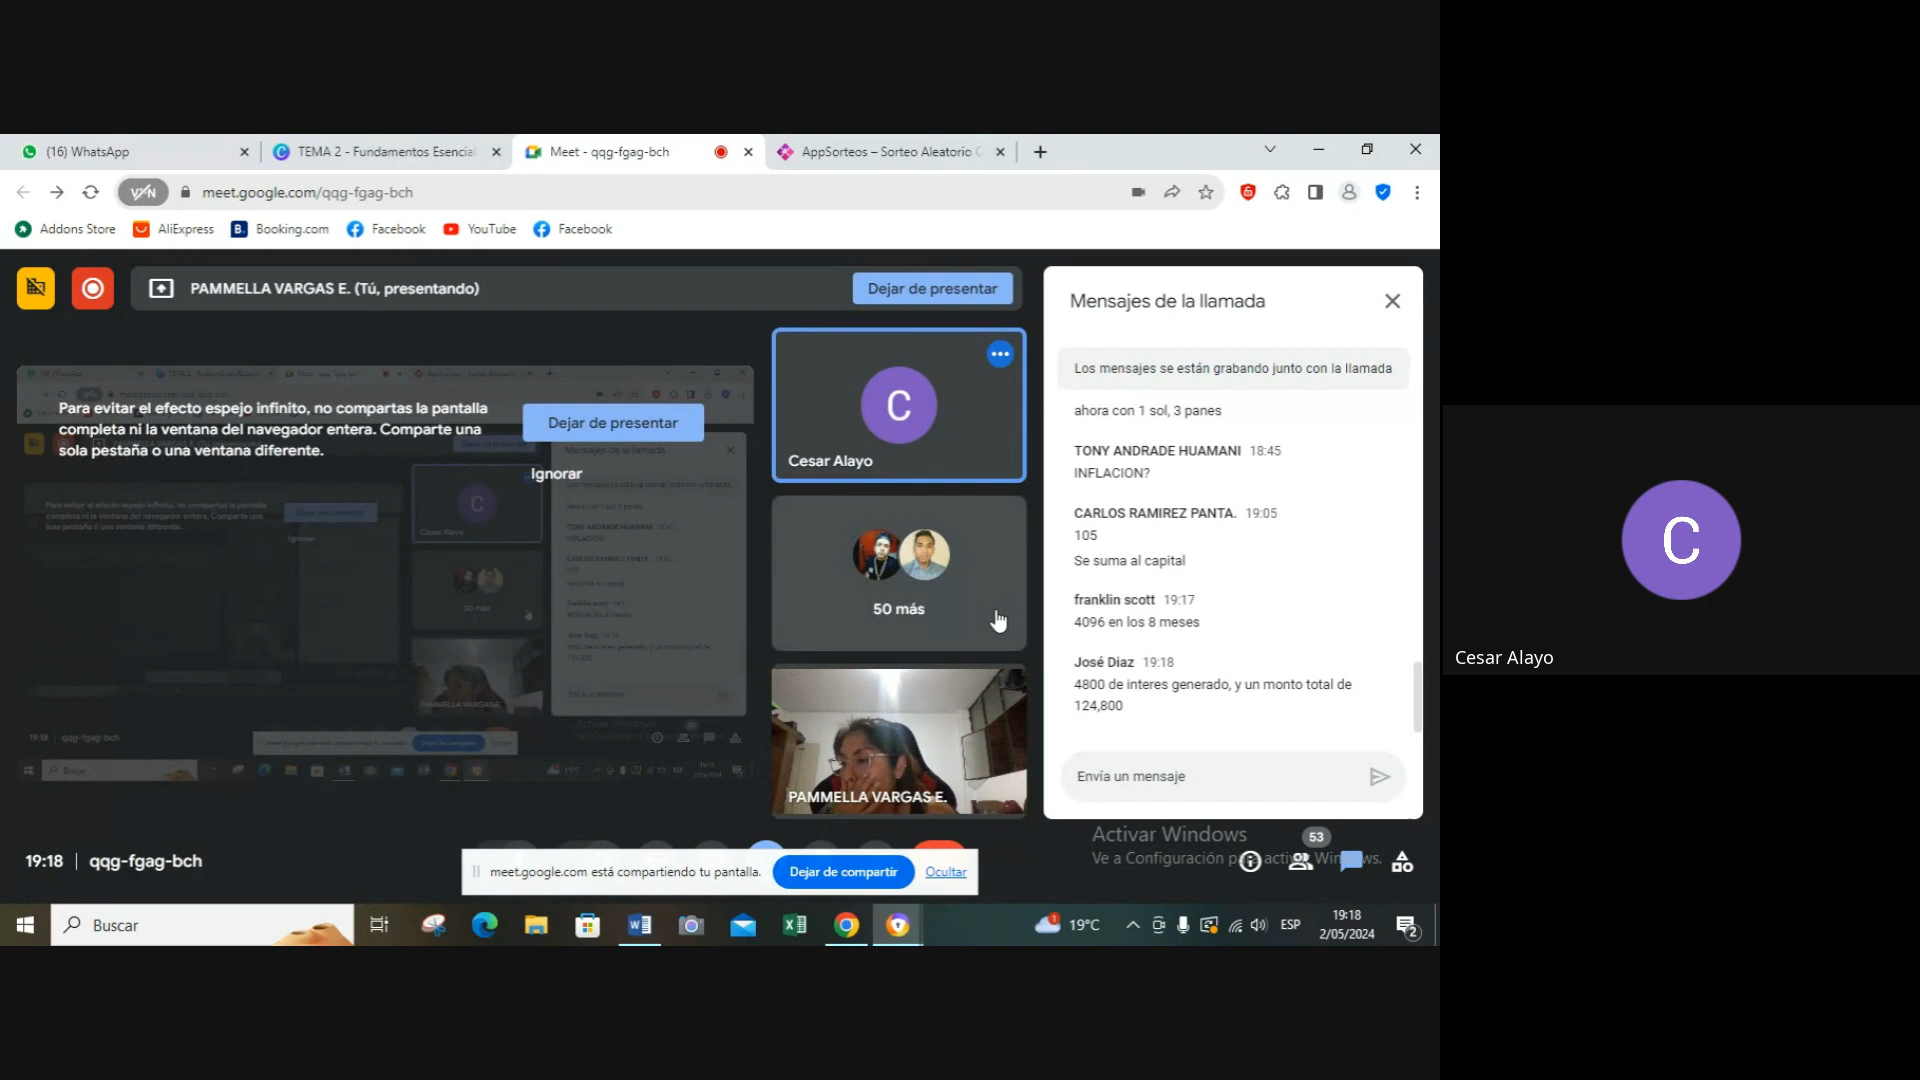 (16) WhatsApp
TEMA 2 - Fundamentos Esencial
Meet - qqg-fgag-bch
AppSorteos – Sorteo Aleatorio
VPN
meet.google.com/qqg-fgag-bch
Addons Store
AliExpress
Booking.com
Facebook
YouTube
Facebook
PAMMELLA VARGAS E. (Tú, presentando)
Dejar de presentar
Para evitar el efecto espejo infinito, no compartas la pantalla
completa ni la ventana del navegador entera. Comparte una
sola pestaña o una ventana diferente.
Dejar de presentar
Ignorar
C
Cesar Alayo
50 más
PAMMELLA VARGAS E.
Mensajes de la llamada
Los mensajes se están grabando junto con la llamada
ahora con 1 sol, 3 panes
TONY ANDRADE HUAMANI 18:45
INFLACION?
CARLOS RAMIREZ PANTA. 19:05
105
Se suma al capital
franklin scott 19:17
4096 en los 8 meses
José Diaz 19:18
4800 de interes generado, y un monto total de
124,800
Envía un mensaje
Activar Windows
Ve a Configuración para activar Windows.
53
19:18 | qqg-fgag-bch
meet.google.com está compartiendo tu pantalla.
Dejar de compartir
Ocultar
Buscar
19°C
ESP
19:18
2/05/2024
2
C
Cesar Alayo